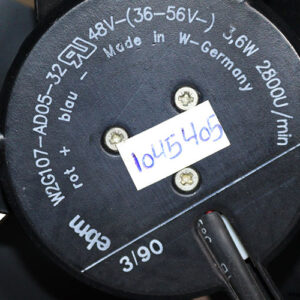 ebm W2G107-AD05-32 48V-(36-56V-) 3,6W 2800U/min
rot + blau - Made in W-Germany
1045405
3/90